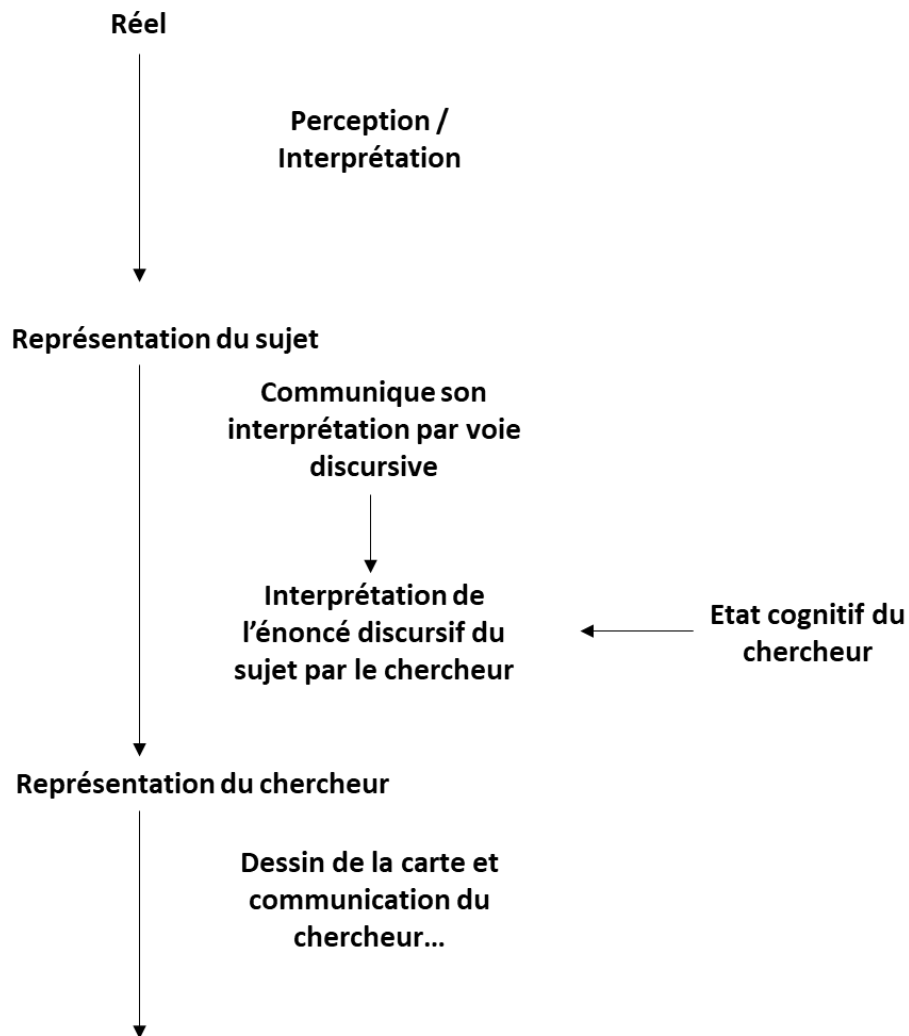 Réel
Perception /
Interprétation
Représentation du sujet
Communique son
interprétation par voie
discursive
Interprétation de
l’énoncé discursif du
sujet par le chercheur
Etat cognitif du
chercheur
Représentation du chercheur
Dessin de la carte et
communication du
chercheur…